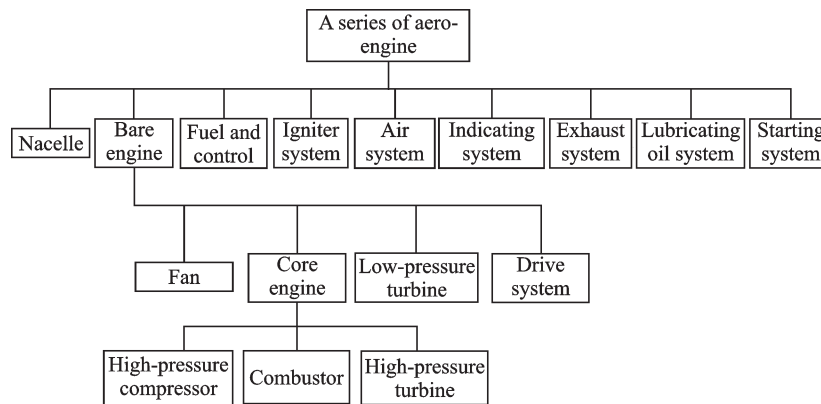 A series of aero-
engine
Nacelle
Bare
engine
Fuel and
control
Igniter
system
Air
system
Indicating
system
Exhaust
system
Lubricating
oil system
Starting
system
Fan
Core
engine
Low-pressure
turbine
Drive
system
High-pressure
compressor
Combustor
High-pressure
turbine